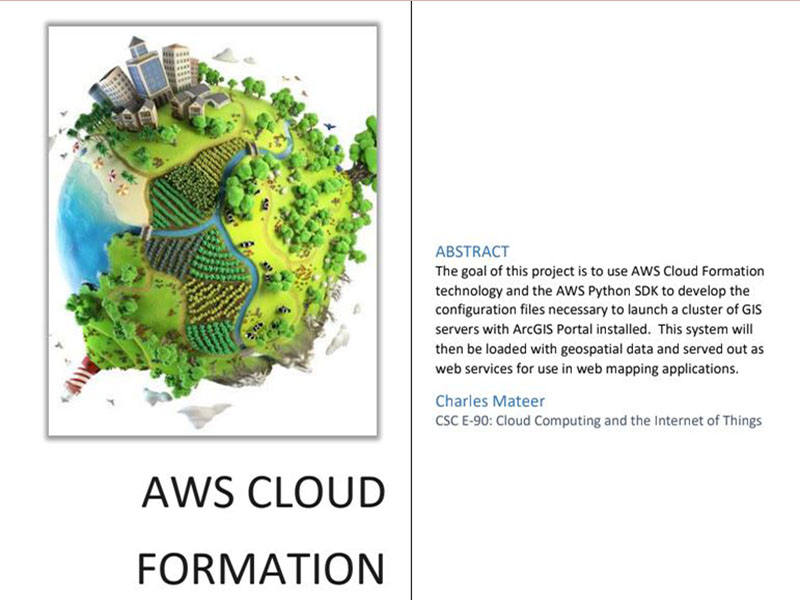 AWS CLOUD
FORMATION
ABSTRACT
The goal of this project is to use AWS Cloud Formation
technology and the AWS Python SDK to develop the
configuration files necessary to launch a cluster of GIS
servers with ArcGIS Portal installed.  This system will
then be loaded with geospatial data and served out as
web services for use in web mapping applications.
Charles Mateer
CSC E-90: Cloud Computing and the Internet of Things